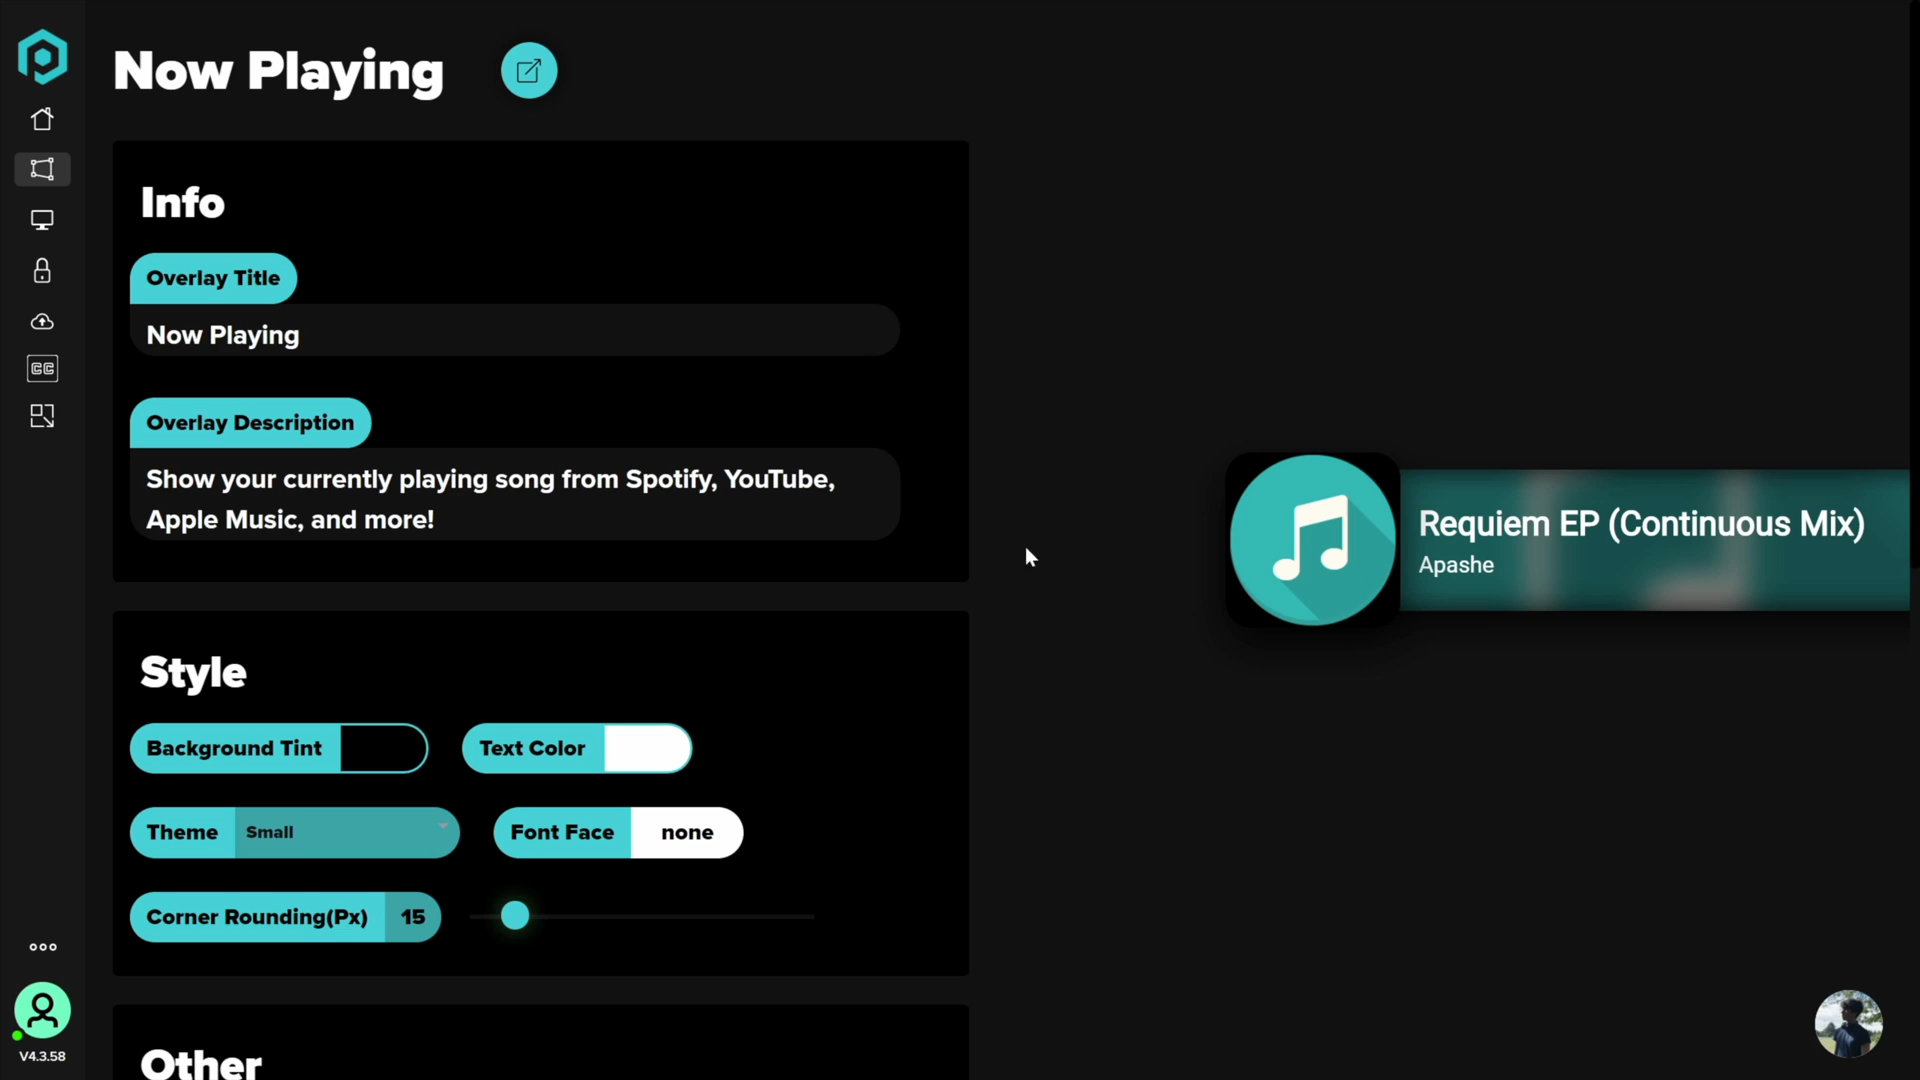 Now Playing
Info
Overlay Title
Now Playing
Overlay Description
Show your currently playing song from Spotify, YouTube,
Apple Music, and more!
Requiem EP (Continuous Mix)
Apashe
Style
Background Tint
Text Color
Theme Small
Font Face none
Corner Rounding(Px) 15
Other
CC
V4.3.58